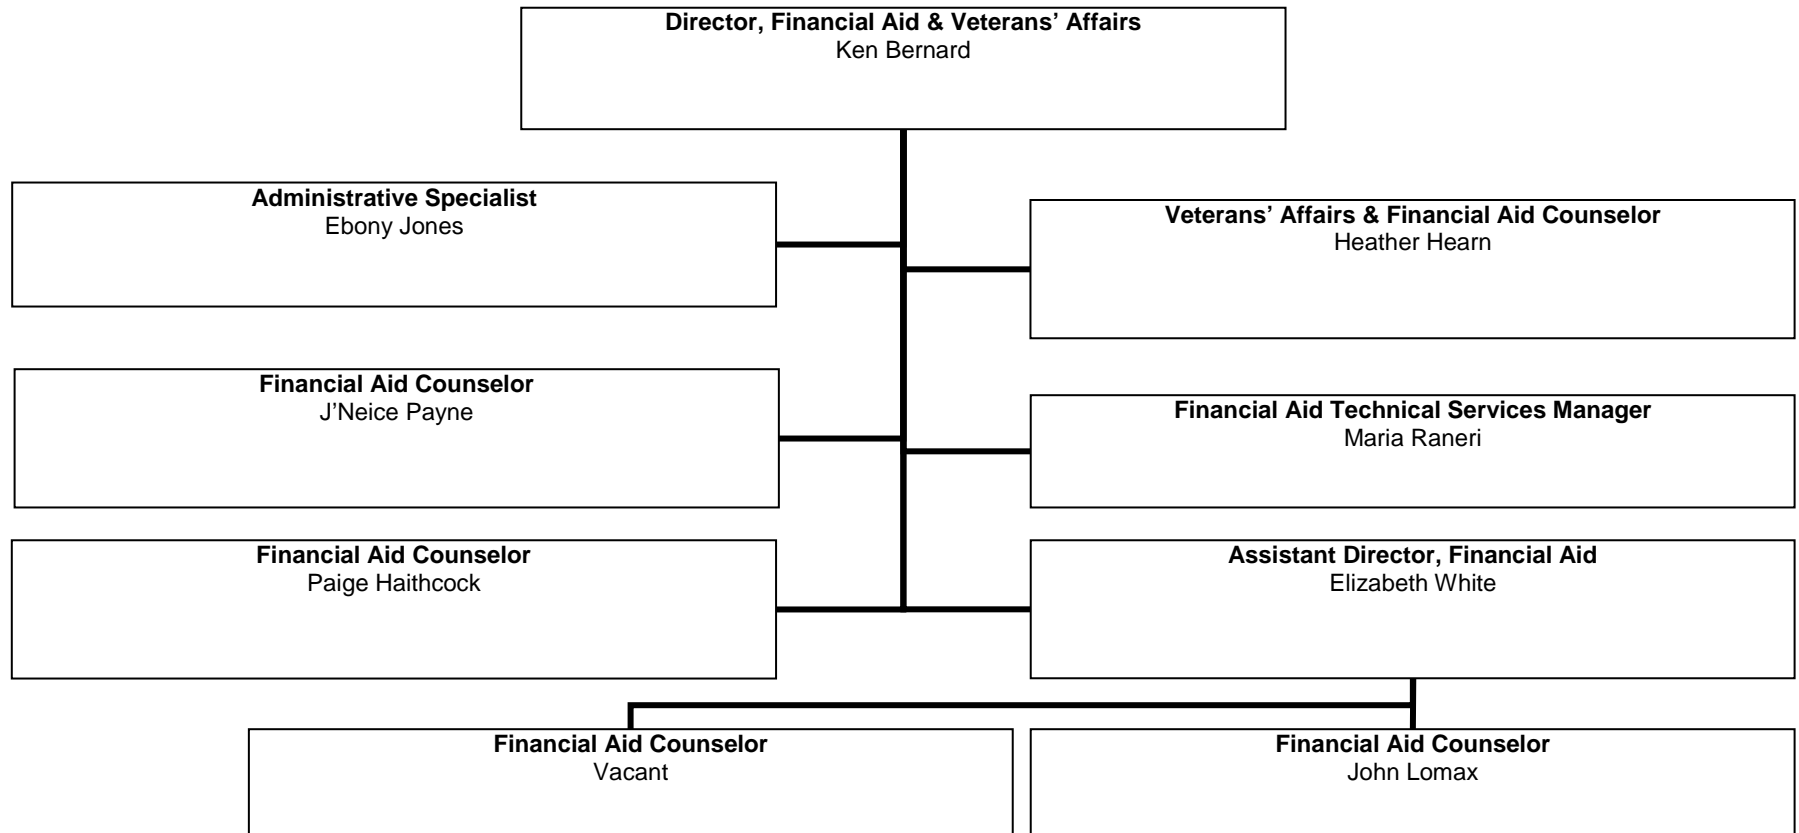 Director, Financial Aid & Veterans’ Affairs
Ken Bernard
Administrative Specialist
Ebony Jones
Veterans’ Affairs & Financial Aid Counselor
Heather Hearn
Financial Aid Counselor
J’Neice Payne
Financial Aid Technical Services Manager
Maria Raneri
Financial Aid Counselor
Paige Haithcock
Assistant Director, Financial Aid
Elizabeth White
Financial Aid Counselor
Vacant
Financial Aid Counselor
John Lomax